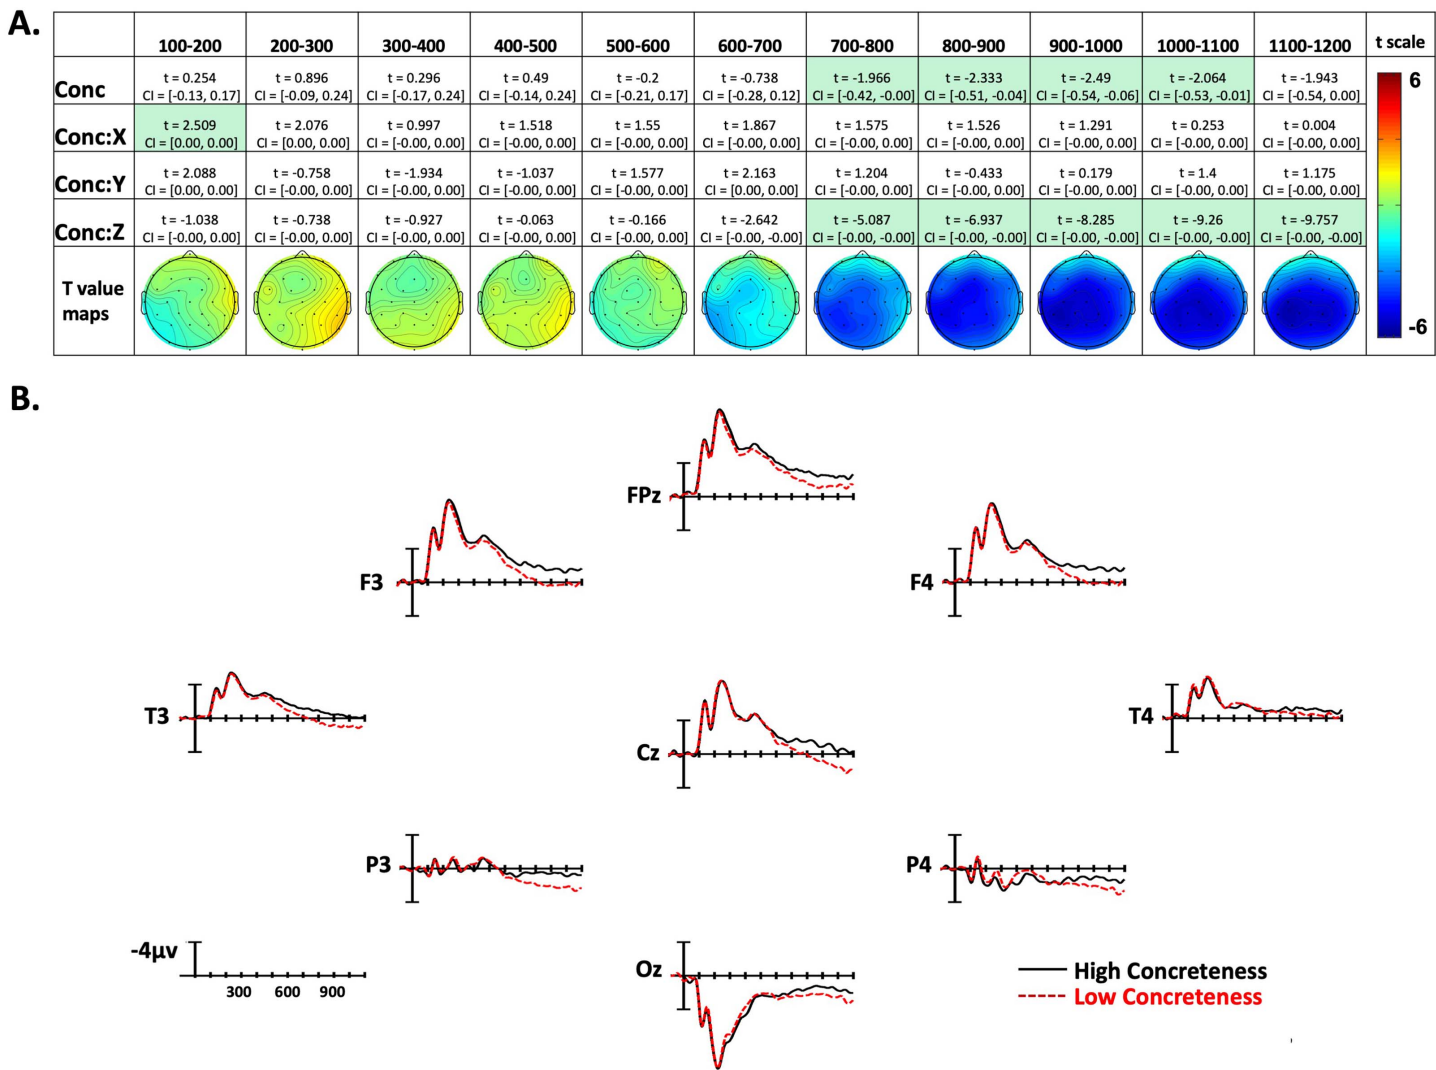 A.
100-200 200-300 300-400 400-500 500-600 600-700 700-800 800-900 900-1000 1000-1100 1100-1200 t scale
Conc
t = 0.254 t = 0.896 t = 0.296 t = 0.49 t = -0.2 t = -0.738 t = -1.966 t = -2.333 t = -2.49 t = -2.064 t = -1.943
CI = [-0.13, 0.17] CI = [-0.09, 0.24] CI = [-0.17, 0.24] CI = [-0.14, 0.24] CI = [-0.21, 0.17] CI = [-0.28, 0.12] CI = [-0.42, -0.00] CI = [-0.51, -0.04] CI = [-0.54, -0.06] CI = [-0.53, -0.01] CI = [-0.54, 0.00]
Conc:X
t = 2.509 t = 2.076 t = 0.997 t = 1.518 t = 1.55 t = 1.867 t = 1.575 t = 1.526 t = 1.291 t = 0.253 t = 0.004
CI = [0.00, 0.00] CI = [0.00, 0.00] CI = [-0.00, 0.00] CI = [-0.00, 0.00] CI = [-0.00, 0.00] CI = [-0.00, 0.00] CI = [-0.00, 0.00] CI = [-0.00, 0.00] CI = [-0.00, 0.00] CI = [-0.00, 0.00] CI = [-0.00, 0.00]
Conc:Y
t = 2.088 t = -0.758 t = -1.934 t = -1.037 t = 1.577 t = 2.163 t = 1.204 t = -0.433 t = 0.179 t = 1.4 t = 1.175
CI = [0.00, 0.00] CI = [-0.00, 0.00] CI = [-0.00, 0.00] CI = [-0.00, 0.00] CI = [-0.00, 0.00] CI = [0.00, 0.00] CI = [-0.00, 0.00] CI = [-0.00, 0.00] CI = [-0.00, 0.00] CI = [-0.00, 0.00] CI = [-0.00, 0.00]
Conc:Z
t = -1.038 t = -0.738 t = -0.927 t = -0.063 t = -0.166 t = -2.642 t = -5.087 t = -6.937 t = -8.285 t = -9.26 t = -9.757
CI = [-0.00, 0.00] CI = [-0.00, 0.00] CI = [-0.00, 0.00] CI = [-0.00, 0.00] CI = [-0.00, 0.00] CI = [-0.00, -0.00] CI = [-0.00, -0.00] CI = [-0.00, -0.00] CI = [-0.00, -0.00] CI = [-0.00, -0.00] CI = [-0.00, -0.00]
T value
maps
6
-6
B.
FPz
F3 F4
T3 Cz T4
P3 P4
-4μv
300 600 900
Oz
High Concreteness
Low Concreteness